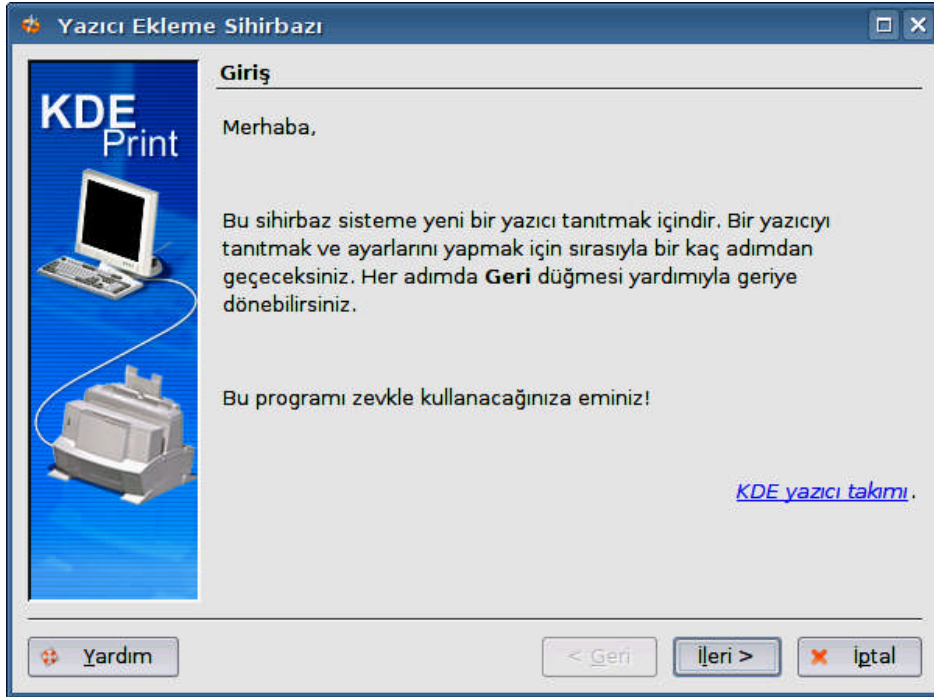 Yazıcı Ekleme Sihirbazı
KDE
Print
Giriş
Merhaba,
Bu sihirbaz sisteme yeni bir yazıcı tanıtmak içindir. Bir yazıcıyı
tanıtmak ve ayarlarını yapmak için sırasıyla bir kaç adımdan
geçeceksiniz. Her adımda Geri düğmesi yardımıyla geriye
dönebilirsiniz.
Bu programı zevkle kullanacağınıza eminiz!
KDE yazıcı takımı.
Yardım
< Geri
İleri >
İptal